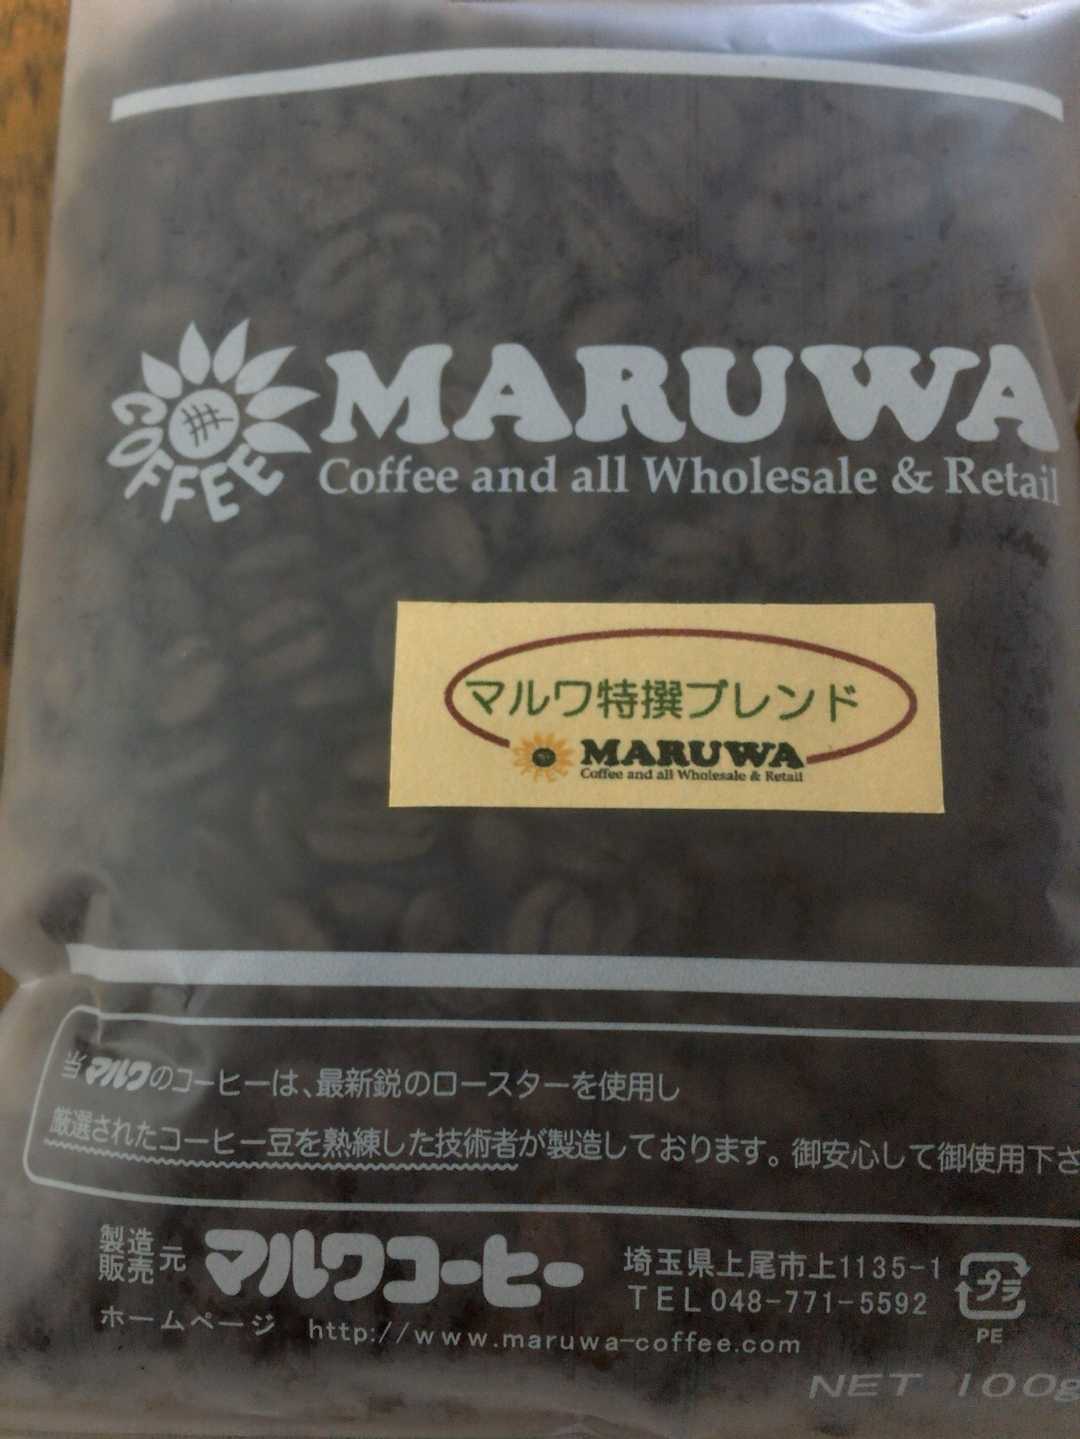 COFFEE
MARUWA
Coffee and all Wholesale & Retail
マルワ特撰ブレンド
MARUWA
Coffee and all Wholesale & Retail
当マルワのコーヒーは、最新鋭のロースターを使用し
厳選されたコーヒー豆を熟練した技術者が製造しております。御安心して御使用下さ
製造販売元 マルワコーヒー
埼玉県上尾市上1135-1
TEL 048-771-5592
プラ
PE
ホームページ http://www.maruwa-coffee.com
NET 100g